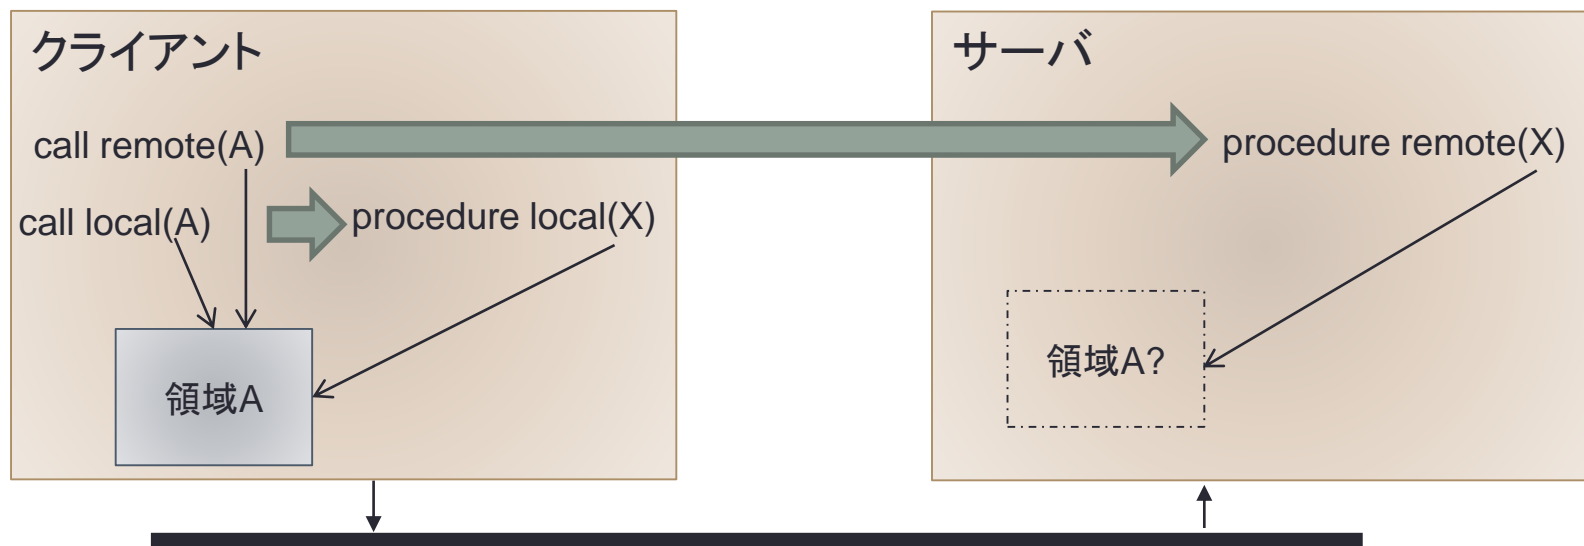 クライアント
call remote(A)
call local(A)
procedure local(X)
領域A
サーバ
procedure remote(X)
領域A?